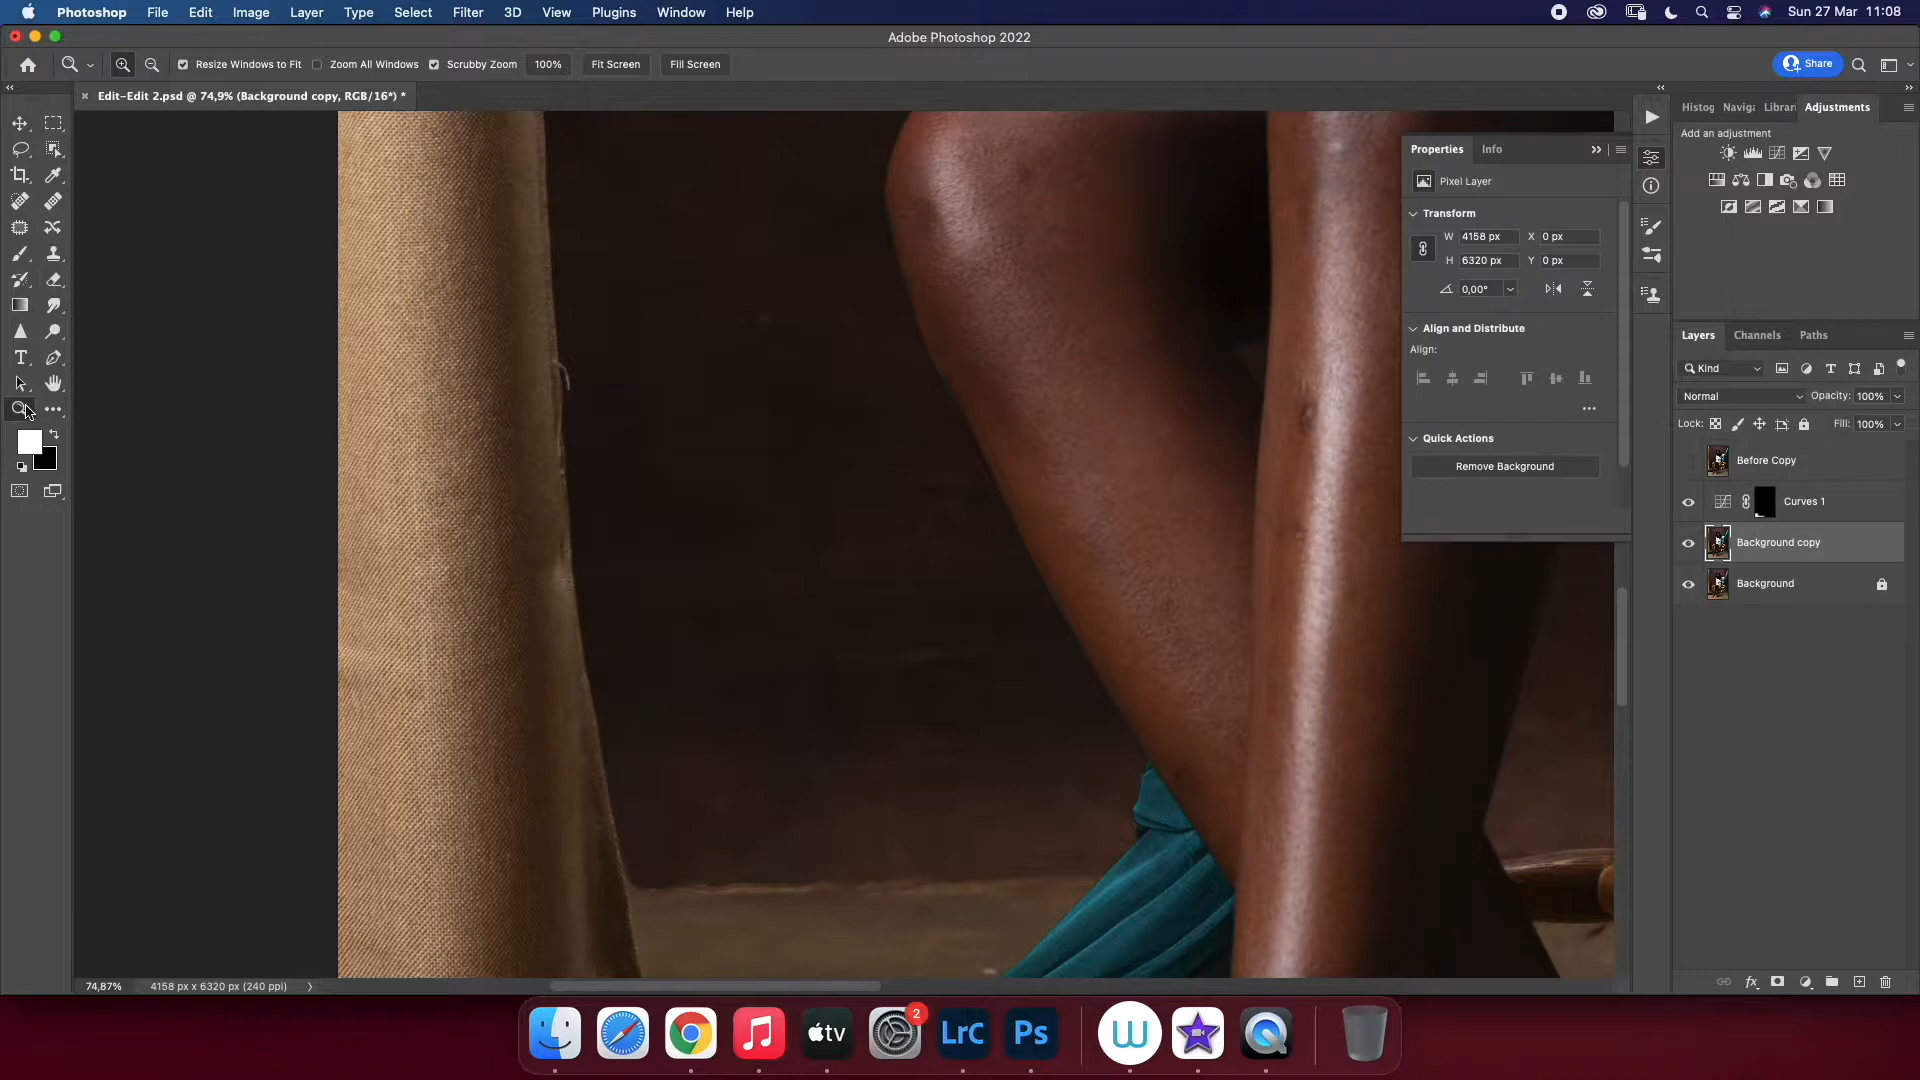 Photoshop File Edit Image Layer Type Select Filter 3D View Plugins Window Help Sun 27 Mar 11:08
Adobe Photoshop 2022
Resize Windows to Fit Zoom All Windows Scrubby Zoom 100% Fit Screen Fill Screen Share
Edit-Edit 2.psd @ 74,9% (Background copy, RGB/16*) *
Histog Naviga Librar Adjustments
Add an adjustment
Properties Info
Pixel Layer
Transform
W 4158 px X 0 px
H 6320 px Y 0 px
0,00°
Align and Distribute
Align:
Quick Actions
Remove Background
Layers Channels Paths
Kind
Normal Opacity: 100%
Lock: Fill: 100%
Before Copy
Curves 1
Background copy
Background
fx
74,87% 4158 px x 6320 px (240 ppi)
tv 2 LrC Ps W